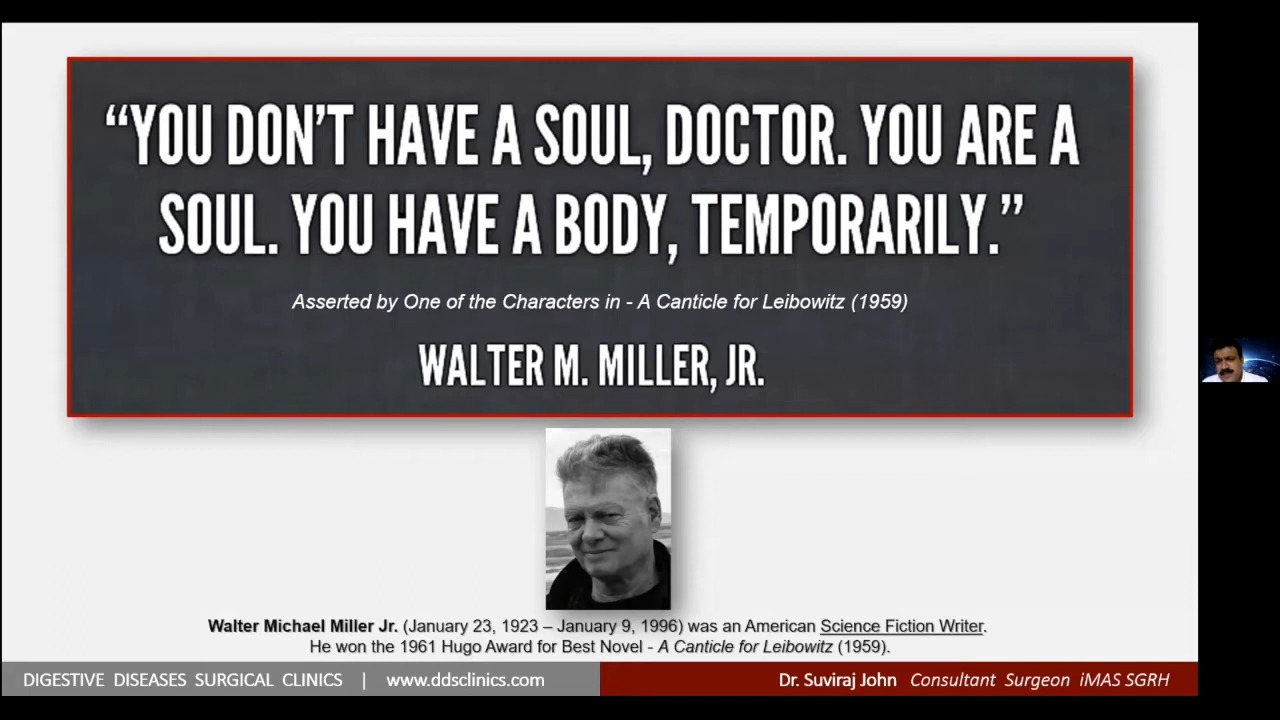 “YOU DON’T HAVE A SOUL, DOCTOR. YOU ARE A
SOUL. YOU HAVE A BODY, TEMPORARILY.”
Asserted by One of the Characters in - A Canticle for Leibowitz (1959)
WALTER M. MILLER, JR.
Walter Michael Miller Jr. (January 23, 1923 – January 9, 1996) was an American Science Fiction Writer.
He won the 1961 Hugo Award for Best Novel - A Canticle for Leibowitz (1959).
DIGESTIVE DISEASES SURGICAL CLINICS | www.ddsclinics.com
Dr. Suviraj John Consultant Surgeon iMAS SGRH